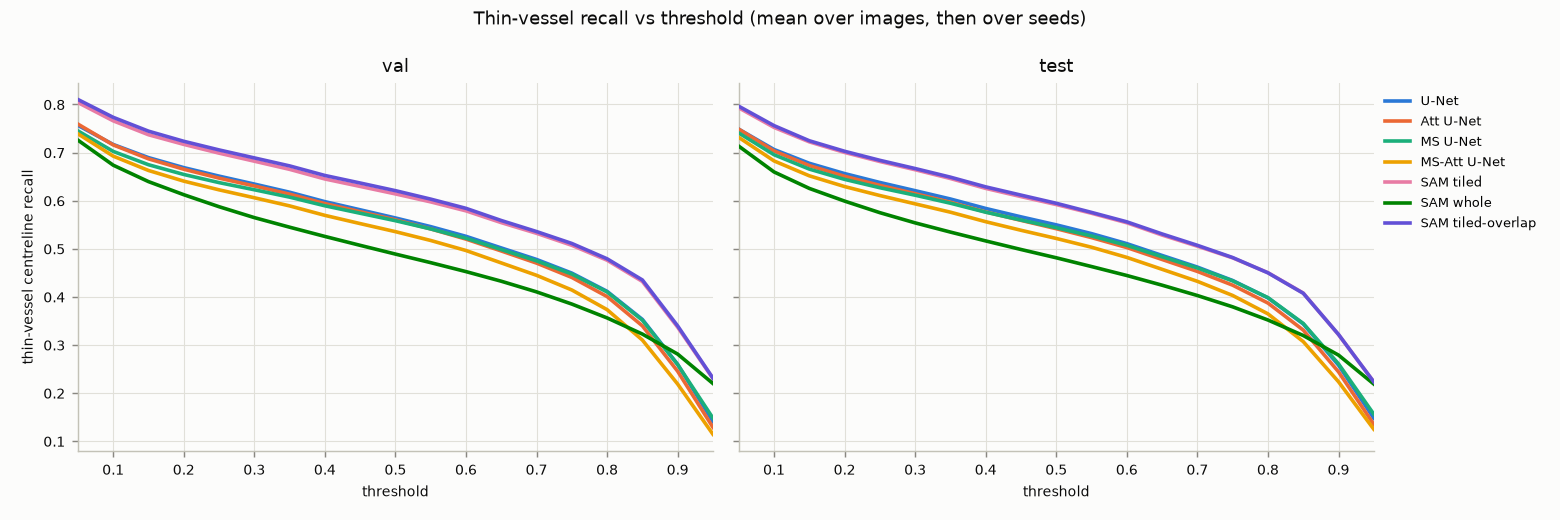 Thin-vessel recall vs threshold (mean over images, then over seeds)
val
test
thin-vessel centreline recall
0.8
0.7
0.6
0.5
0.4
0.3
0.2
0.1
0.1 0.2 0.3 0.4 0.5 0.6 0.7 0.8 0.9
threshold
0.1 0.2 0.3 0.4 0.5 0.6 0.7 0.8 0.9
threshold
U-Net
Att U-Net
MS U-Net
MS-Att U-Net
SAM tiled
SAM whole
SAM tiled-overlap